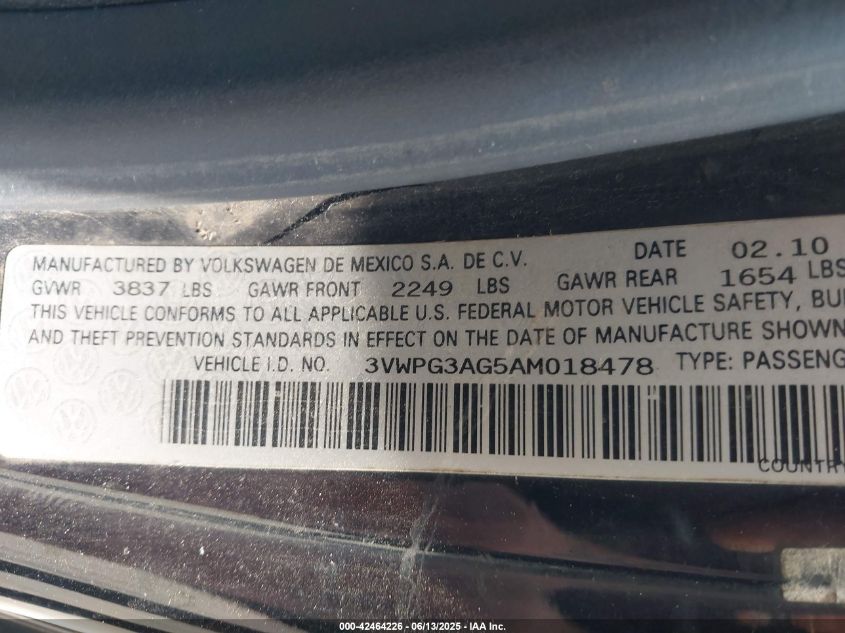 MANUFACTURED BY VOLKSWAGEN DE MEXICO S.A. DE C.V. DATE 02.10
GVWR 3837 LBS GAWR FRONT 2249 LBS GAWR REAR 1654 LBS
THIS VEHICLE CONFORMS TO ALL APPLICABLE U.S. FEDERAL MOTOR VEHICLE SAFETY, BU
AND THEFT PREVENTION STANDARDS IN EFFECT ON THE DATE OF MANUFACTURE SHOWN
VEHICLE I.D. NO. 3VWPG3AG5AM018478 TYPE: PASSENG
COUNTR
000-42464226 - 06/13/2025 - IAA, Inc.